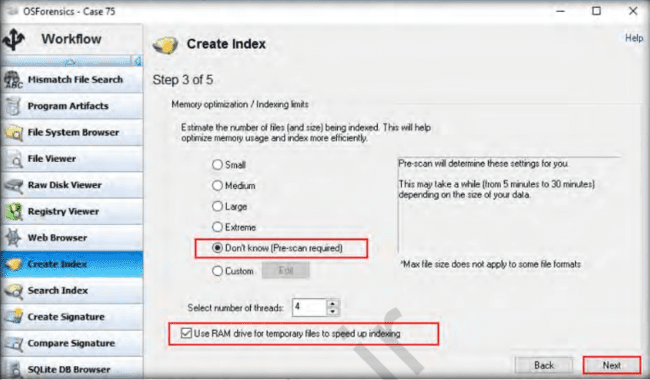 OSForensics - Case 75
Workflow
Mismatch File Search
Program Artifacts
File System Browser
File Viewer
Raw Disk Viewer
Registry Viewer
Web Browser
Create Index
Search Index
Create Signature
Compare Signature
SQLite DB Browser
Create Index
Help
Step 3 of 5
Memory optimization / Indexing limits
Estimate the number of files (and size) being indexed. This will help
optimize memory usage and index more efficiently.
Small
Medium
Large
Extreme
Don't know (Pre-scan required)
Custom
Edit
Pre-scan will determine these settings for you.
This may take a while (from 5 minutes to 30 minutes)
depending on the size of your data.
*Max file size does not apply to some file formats
Select number of threads: 4
Use RAM drive for temporary files to speed up indexing
Back
Next